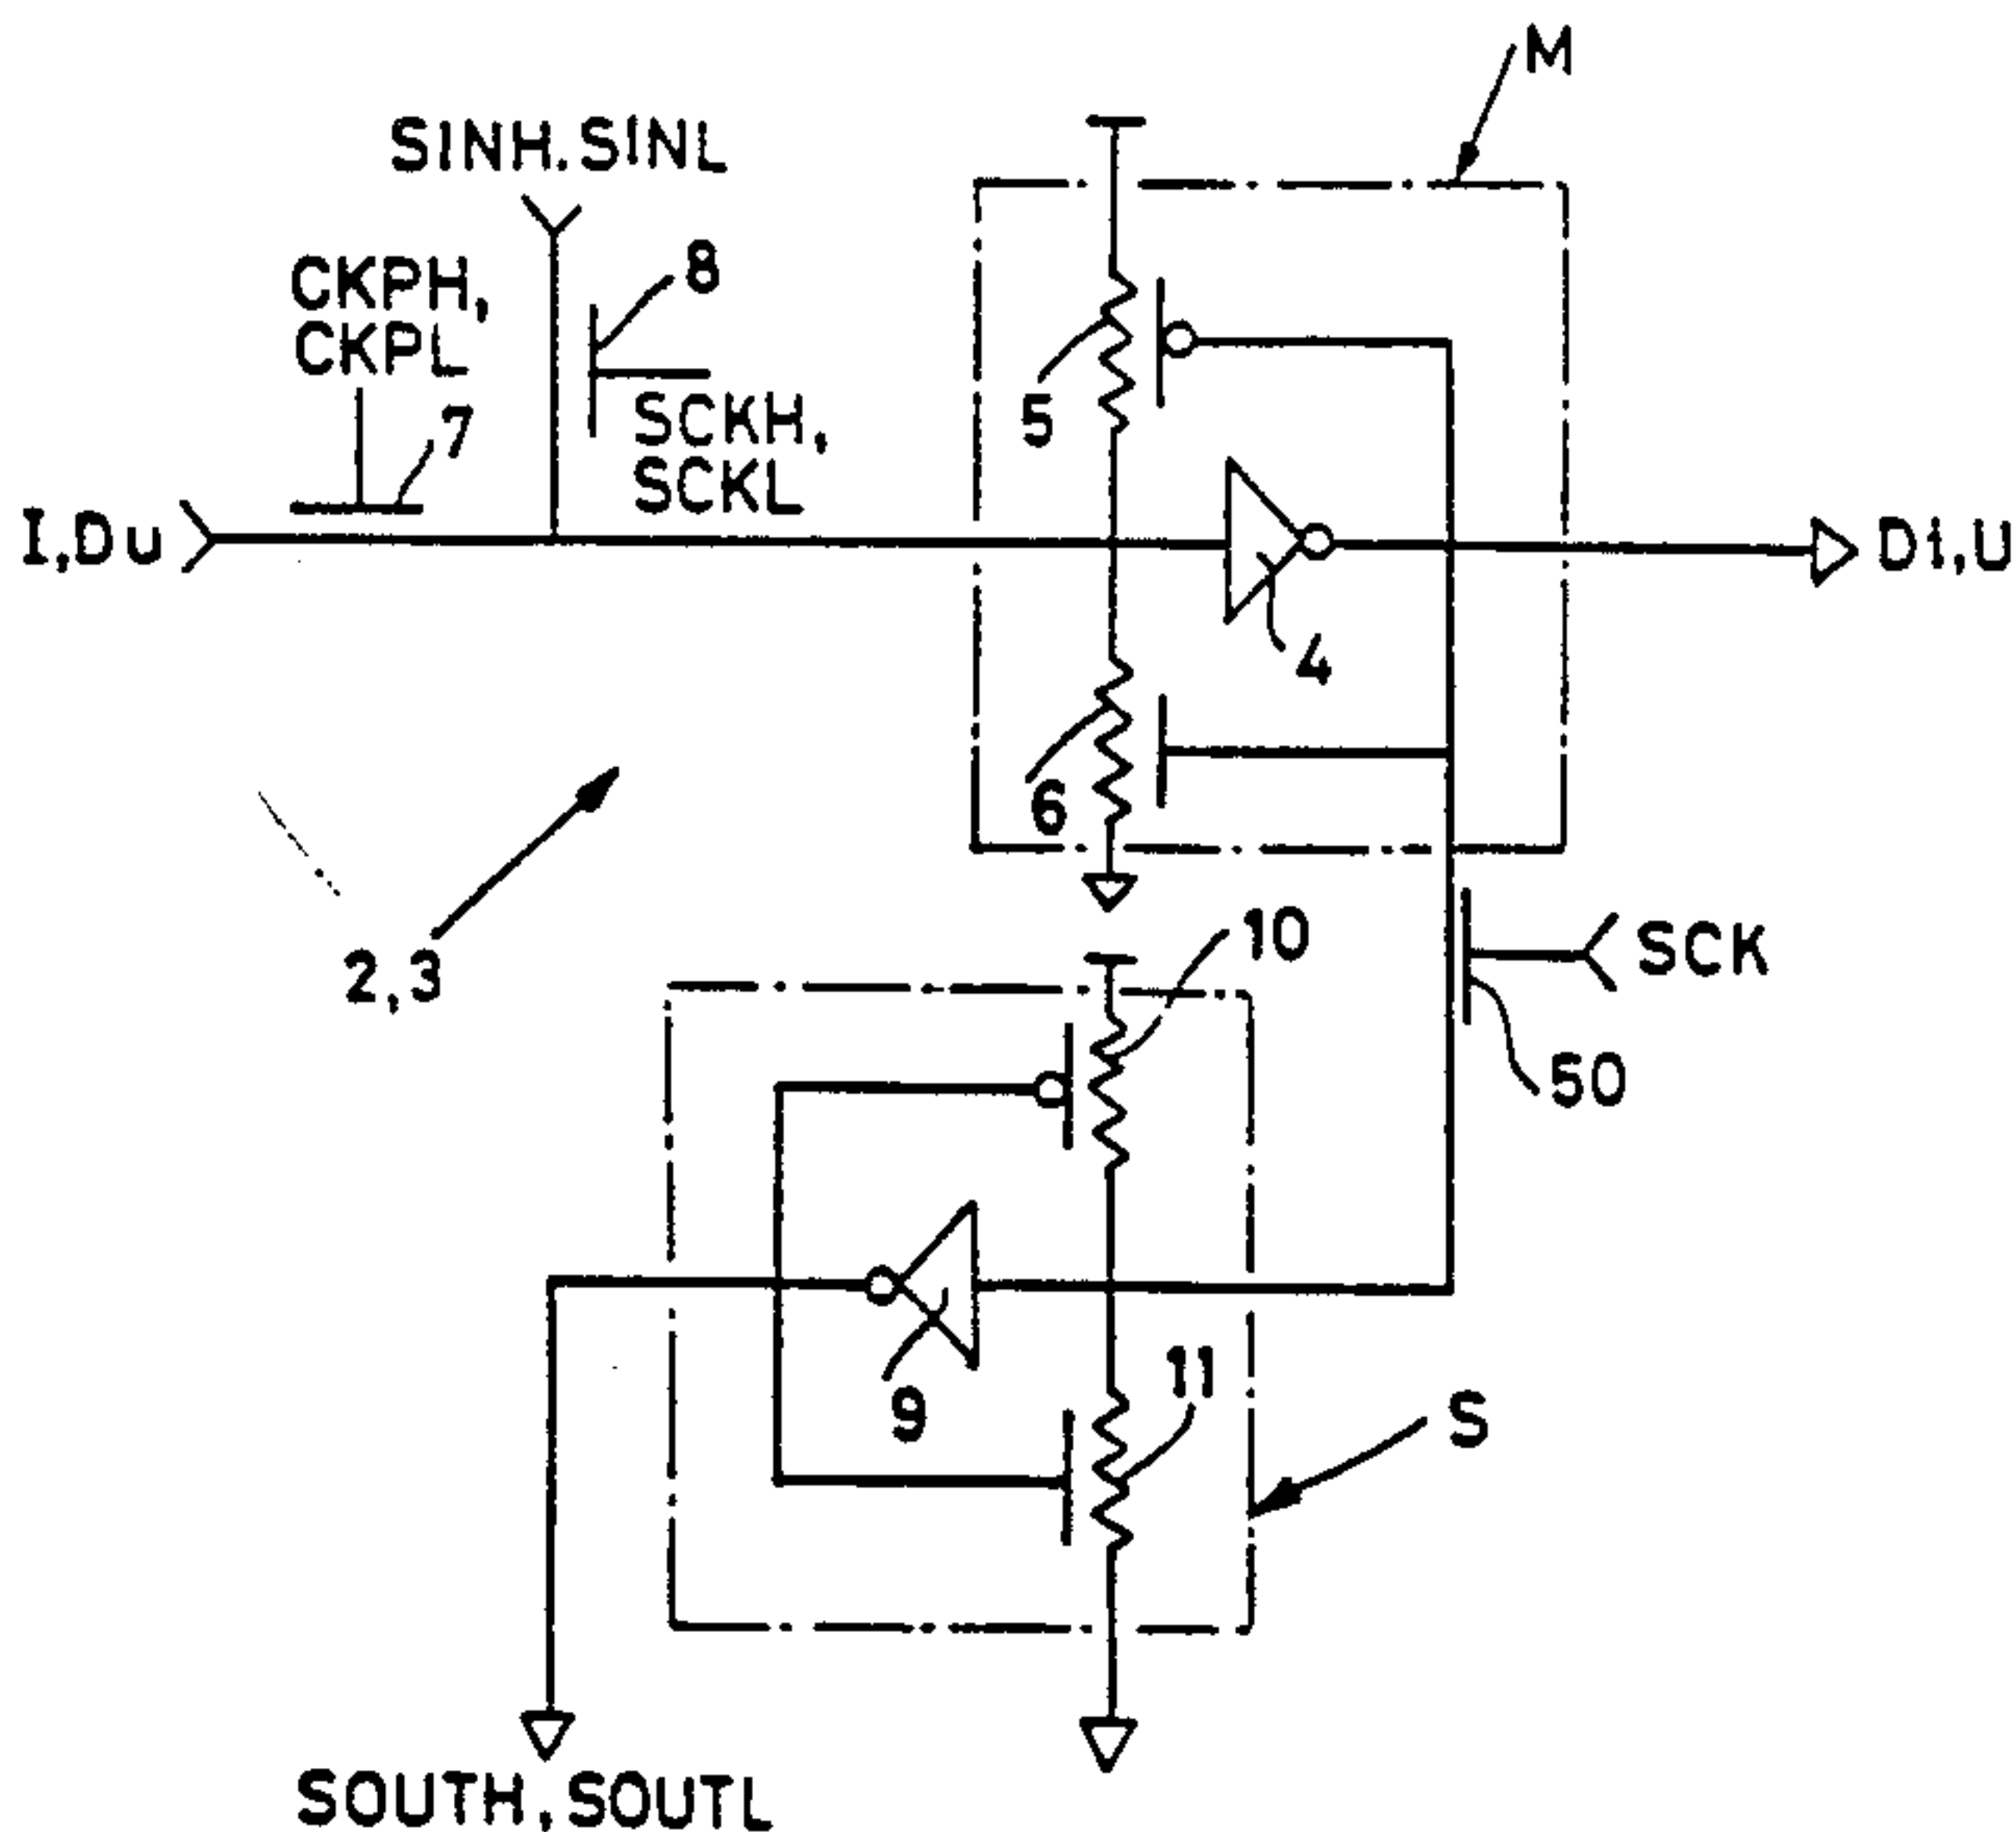 M
SINH.SINL
CKPH,
CKPL
8
7
5
SCKH,
SCKL
I,Du
Di,U
4
6
2,3
10
SCK
50
9
11
S
SOUTH,SOUTL